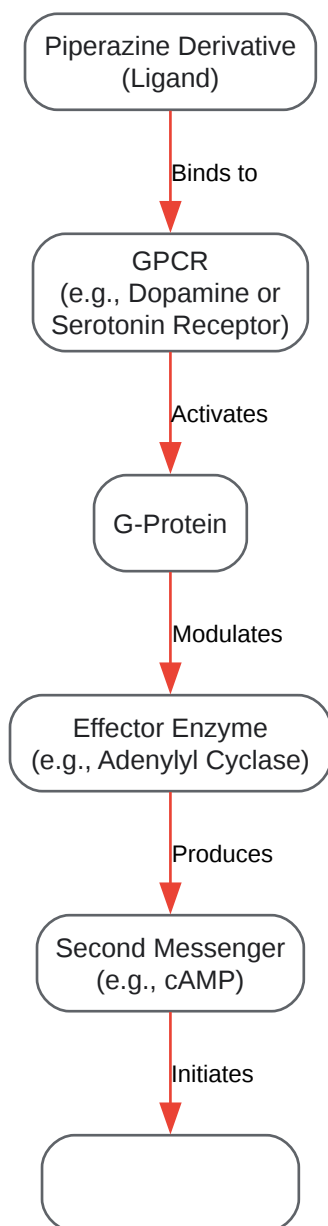 Piperazine Derivative
(Ligand)
Binds to
GPCR
(e.g., Dopamine or
Serotonin Receptor)
Activates
G-Protein
Modulates
Effector Enzyme
(e.g., Adenylyl Cyclase)
Produces
Second Messenger
(e.g., cAMP)
Initiates